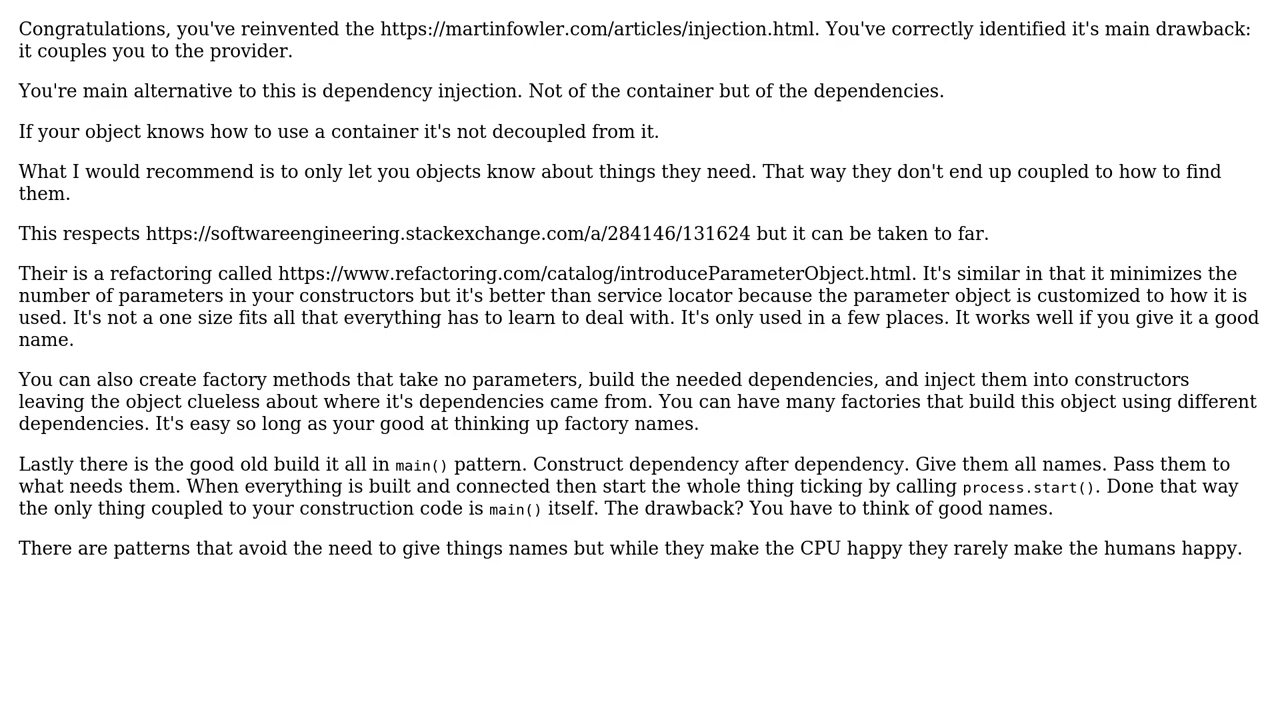 Congratulations, you've reinvented the https://martinfowler.com/articles/injection.html. You've correctly identified it's main drawback:
it couples you to the provider.
You're main alternative to this is dependency injection. Not of the container but of the dependencies.
If your object knows how to use a container it's not decoupled from it.
What I would recommend is to only let you objects know about things they need. That way they don't end up coupled to how to find
them.
This respects https://softwareengineering.stackexchange.com/a/284146/131624 but it can be taken to far.
Their is a refactoring called https://www.refactoring.com/catalog/introduceParameterObject.html. It's similar in that it minimizes the
number of parameters in your constructors but it's better than service locator because the parameter object is customized to how it is
used. It's not a one size fits all that everything has to learn to deal with. It's only used in a few places. It works well if you give it a good
name.
You can also create factory methods that take no parameters, build the needed dependencies, and inject them into constructors
leaving the object clueless about where it's dependencies came from. You can have many factories that build this object using different
dependencies. It's easy so long as your good at thinking up factory names.
Lastly there is the good old build it all in main() pattern. Construct dependency after dependency. Give them all names. Pass them to
what needs them. When everything is built and connected then start the whole thing ticking by calling process.start(). Done that way
the only thing coupled to your construction code is main() itself. The drawback? You have to think of good names.
There are patterns that avoid the need to give things names but while they make the CPU happy they rarely make the humans happy.